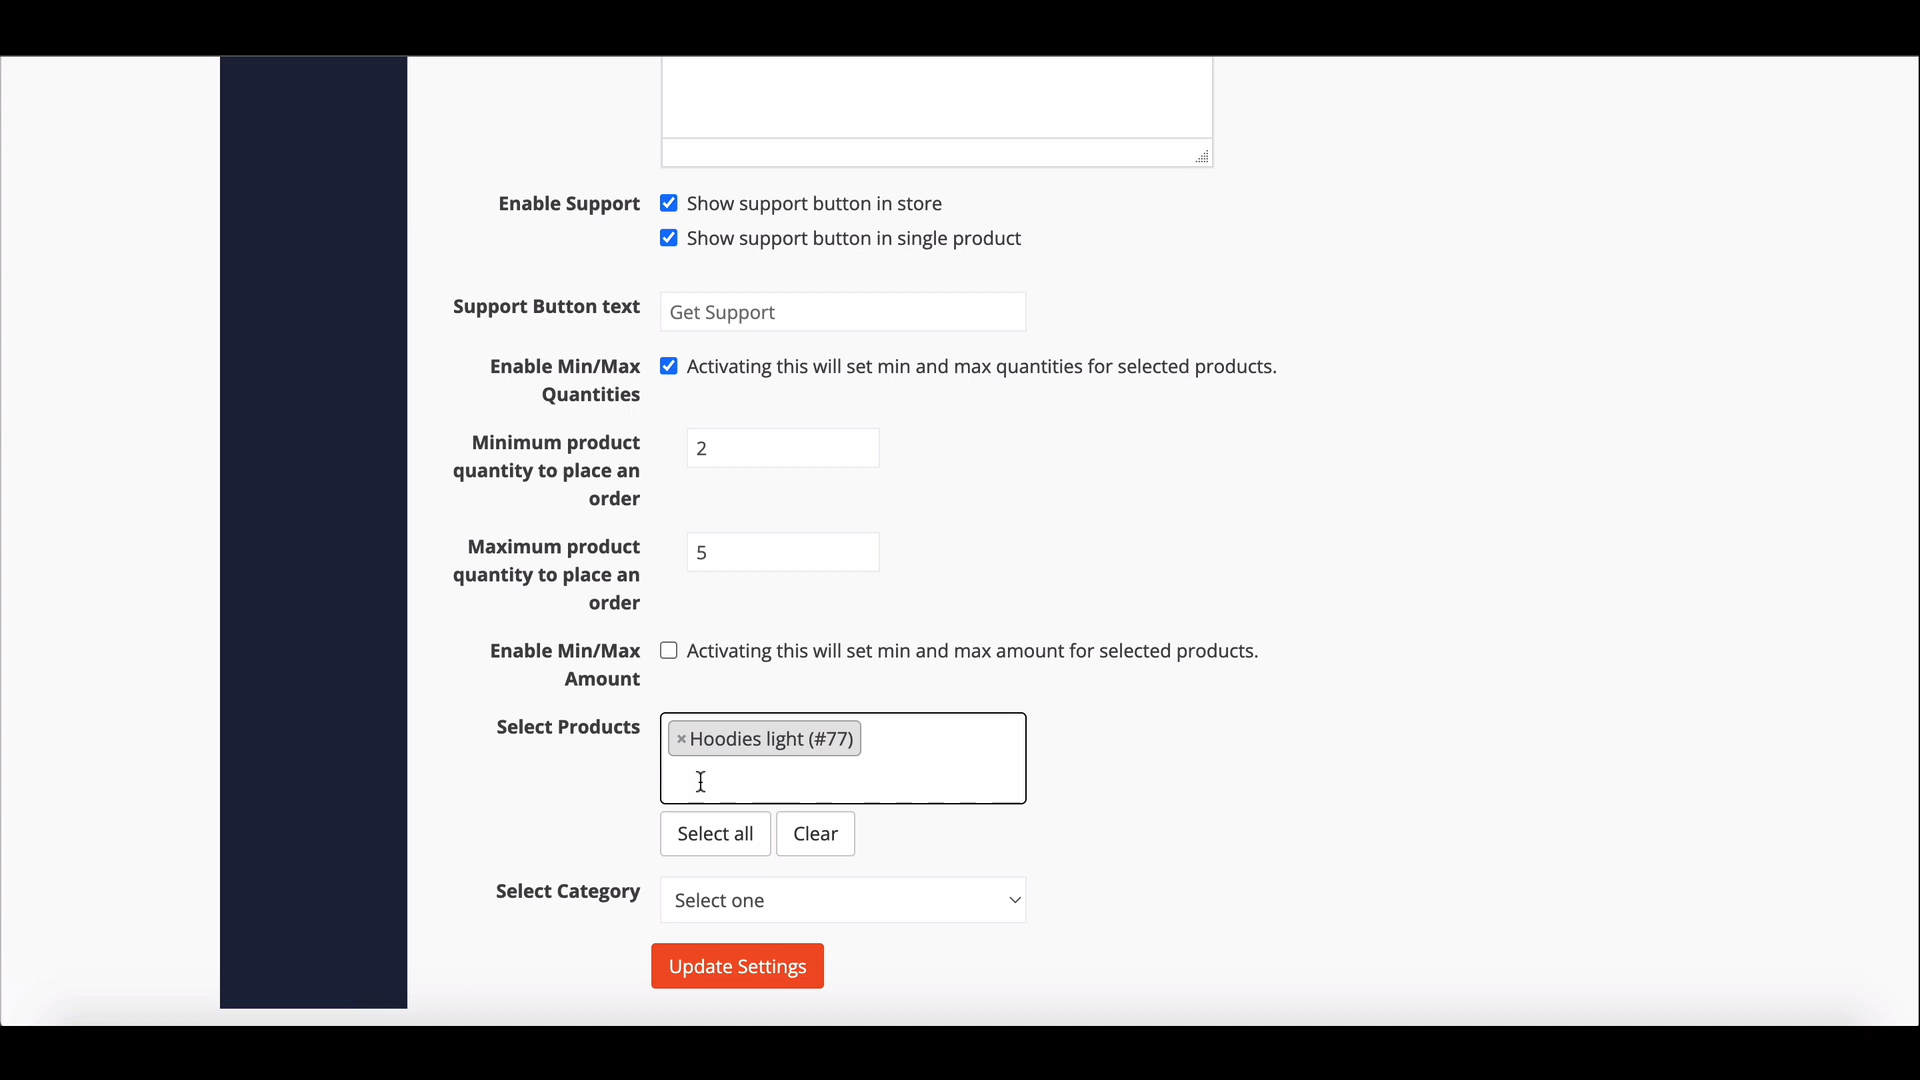 Enable Support
Show support button in store
Show support button in single product
Support Button text
Get Support
Enable Min/Max
Quantities
Activating this will set min and max quantities for selected products.
Minimum product
quantity to place an
order
2
Maximum product
quantity to place an
order
5
Enable Min/Max
Amount
Activating this will set min and max amount for selected products.
Select Products
×Hoodies light (#77)
Select all
Clear
Select Category
Select one
Update Settings